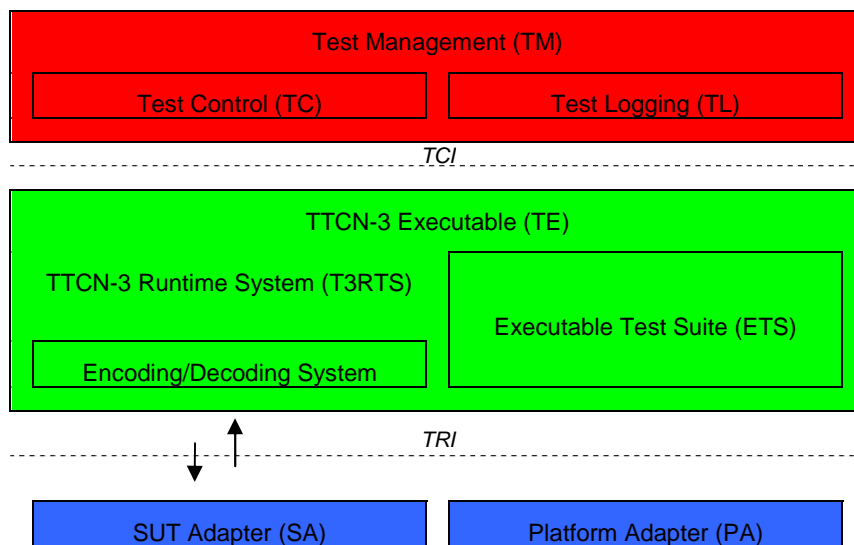 Test Management (TM)
Test Control (TC)
Test Logging (TL)
TCI
TTCN-3 Executable (TE)
TTCN-3 Runtime System (T3RTS)
Executable Test Suite (ETS)
Encoding/Decoding System
TRI
SUT Adapter (SA)
Platform Adapter (PA)